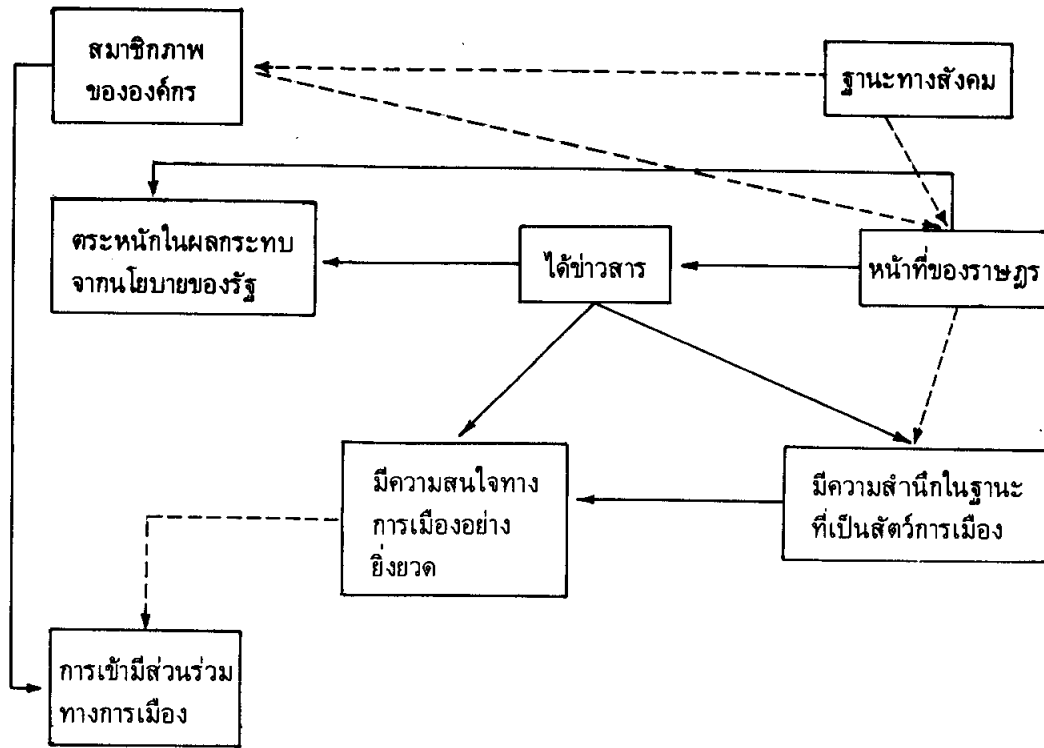 สมาชิกภาพ
ขององค์กร
ฐานะทางสังคม
ตระหนักในผลกระทบ
จากนโยบายของรัฐ
ได้ข่าวสาร
หน้าที่ของราษฎร
มีความสนใจทาง
การเมืองอย่าง
ยิ่งยวด
มีความสำนึกในฐานะ
ที่เป็นสัตว์การเมือง
การเข้ามีส่วนร่วม
ทางการเมือง